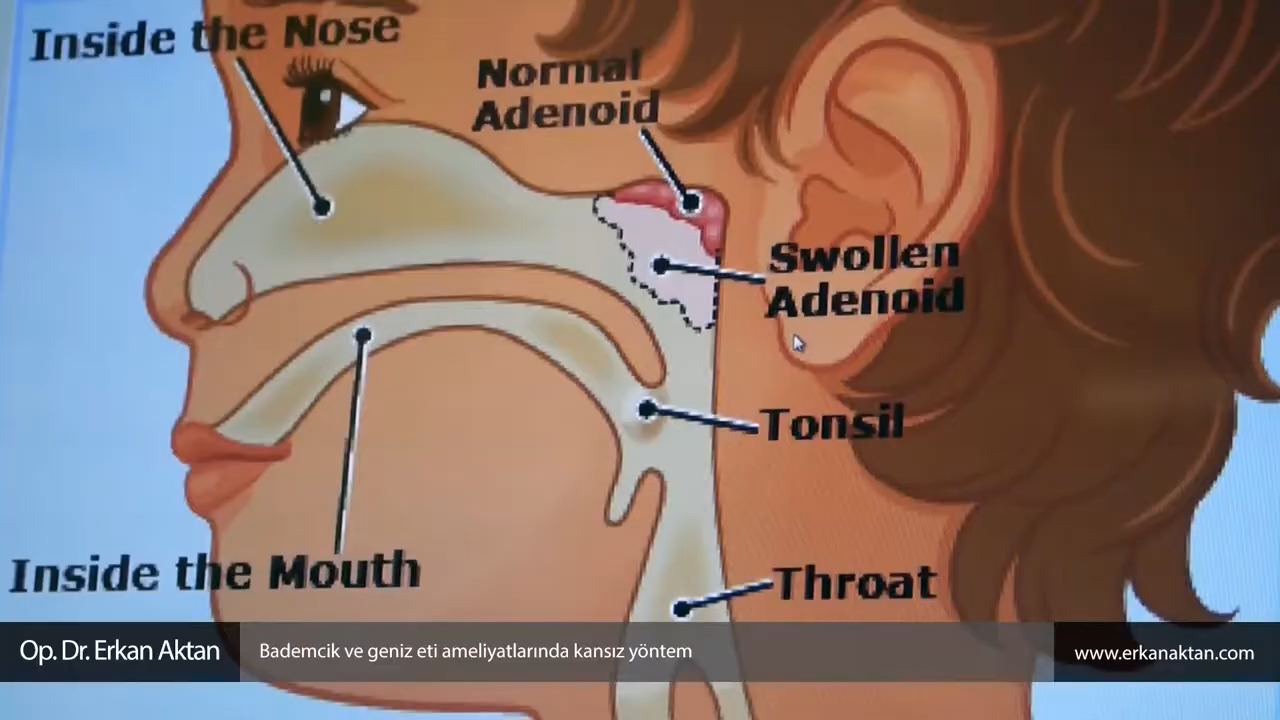 Inside the Nose
Normal
Adenoid
Swollen
Adenoid
Tonsil
Inside the Mouth
Throat
Op. Dr. Erkan Aktan
Bademcik ve geniz eti ameliyatlarında kansız yöntem
www.erkanaktan.com